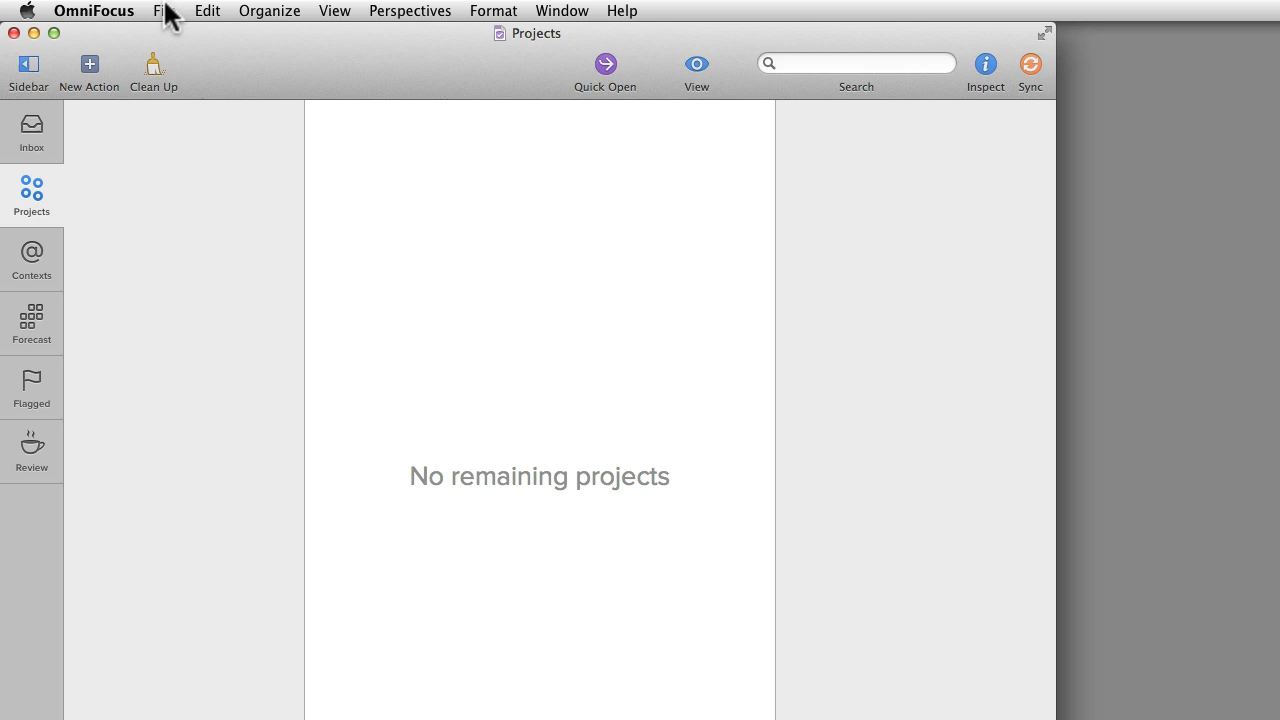 OmniFocus Edit Organize View Perspectives Format Window Help
Projects
Sidebar New Action Clean Up Quick Open View Search Inspect Sync
Inbox
Projects
Contexts
Forecast
Flagged
Review
No remaining projects